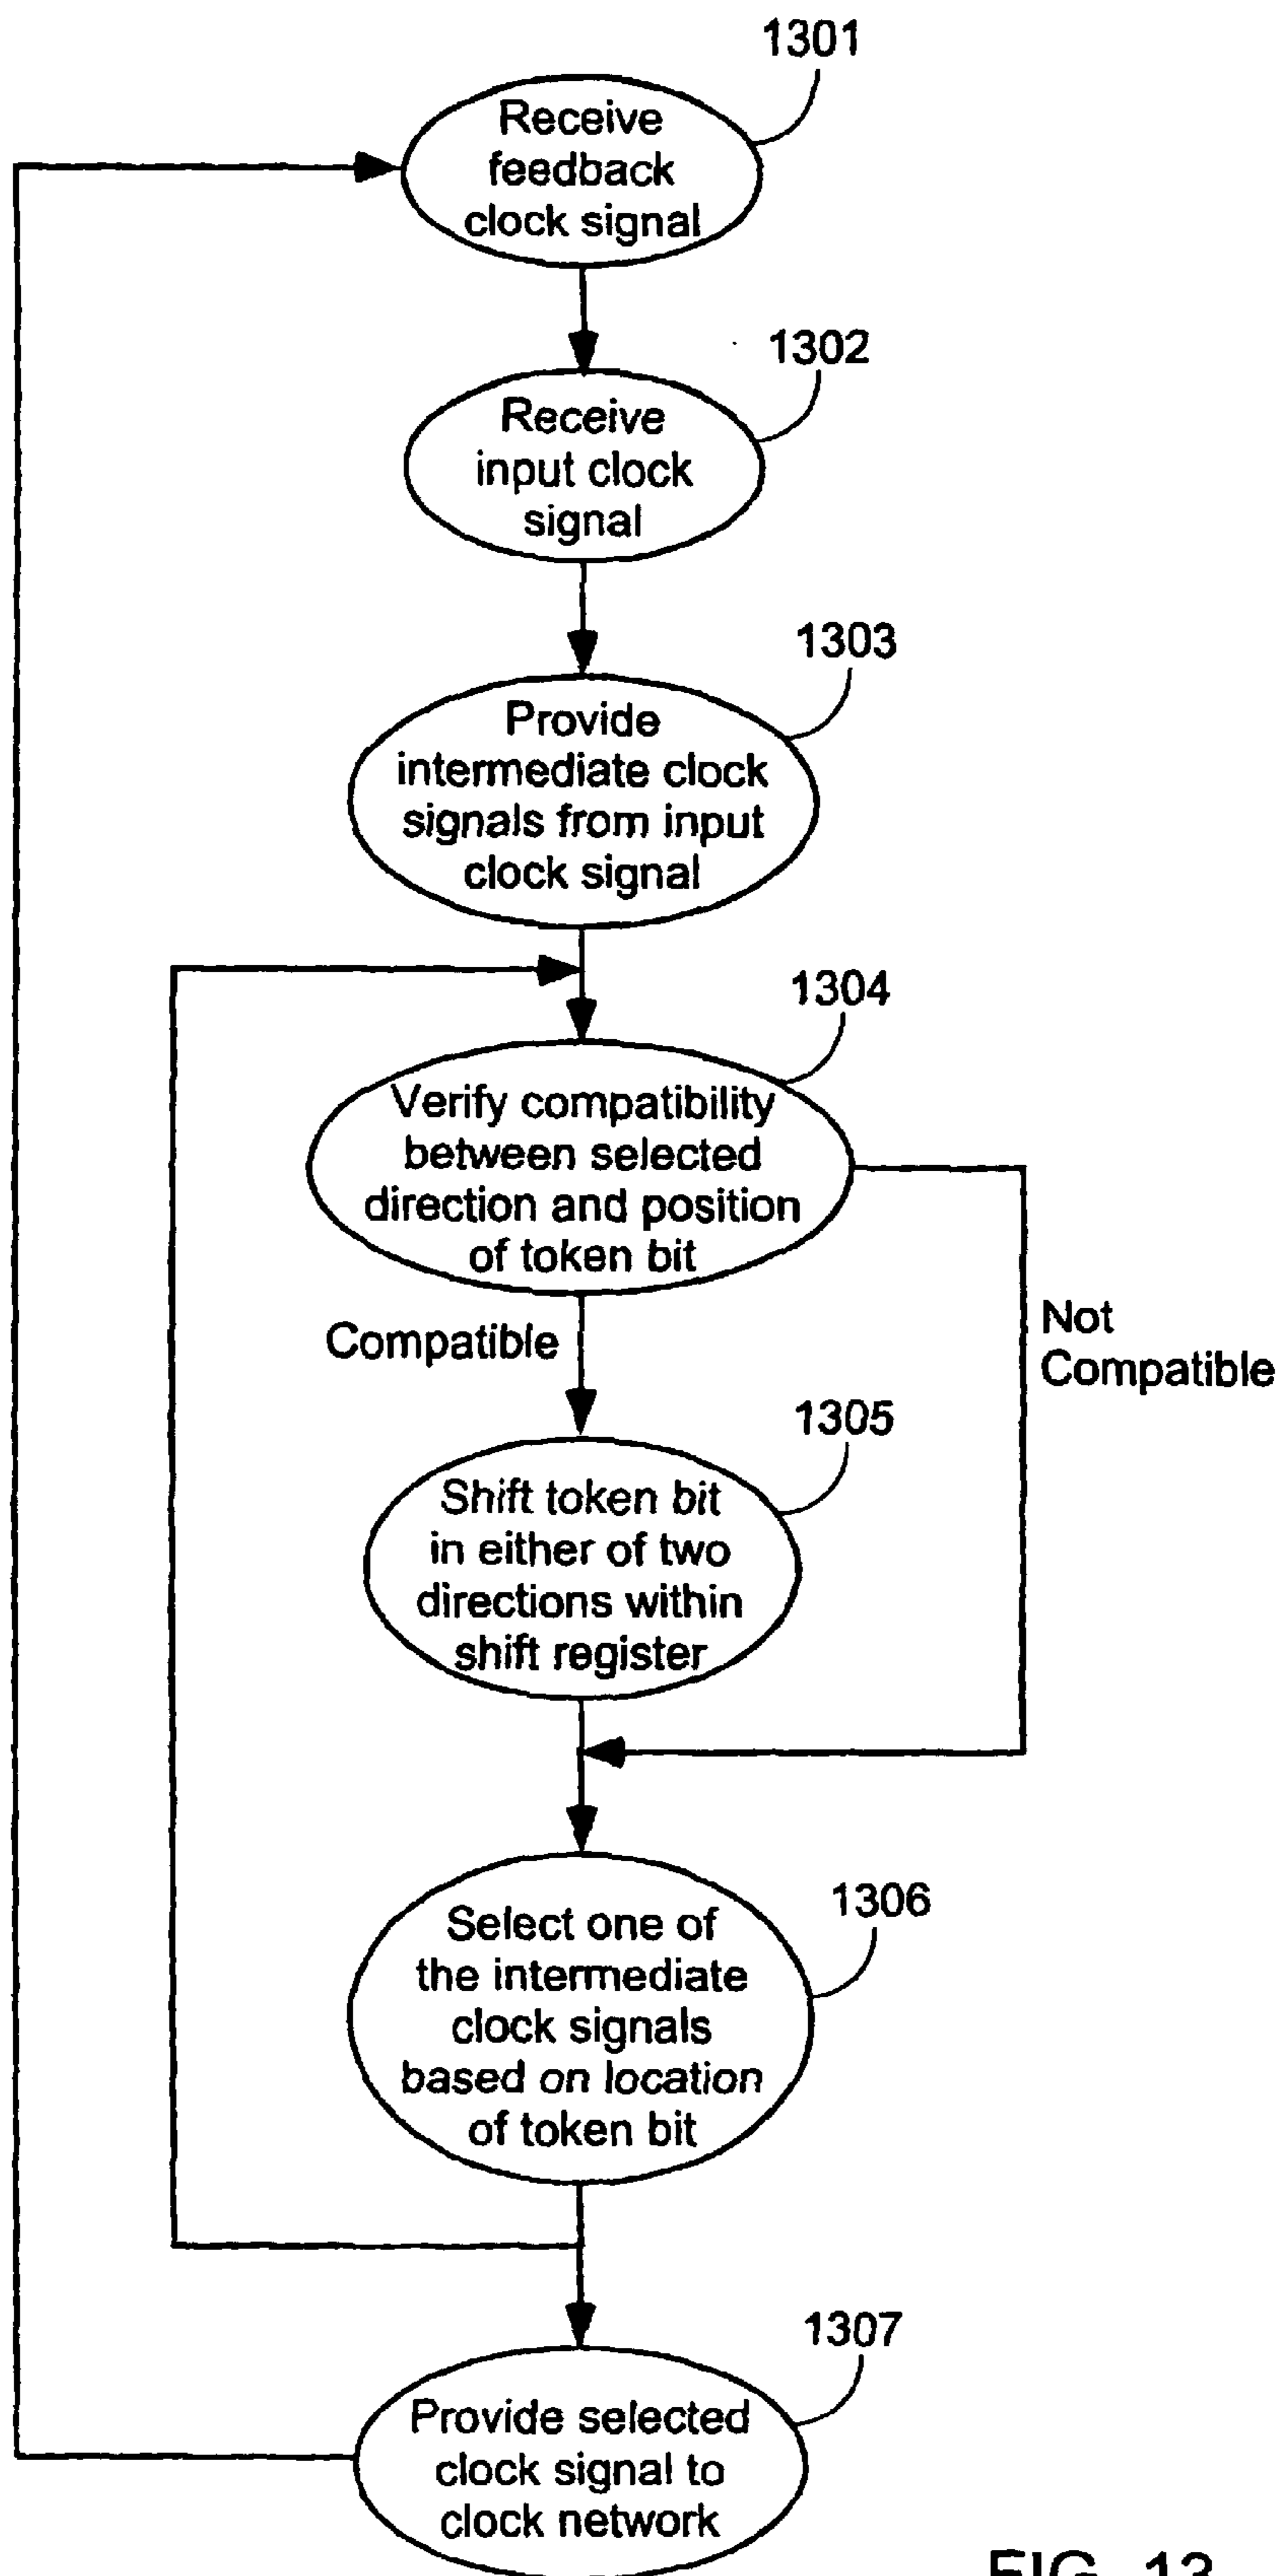 1301
Receive
feedback
clock signal
1302
Receive
input clock
signal
1303
Provide
intermediate clock
signals from input
clock signal
1304
Verify compatibility
between selected
direction and position
of token bit
Compatible
Not
Compatible
1305
Shift token bit
in either of two
directions within
shift register
1306
Select one of
the intermediate
clock signals
based on location
of token bit
1307
Provide selected
clock signal to
clock network
FIG. 13